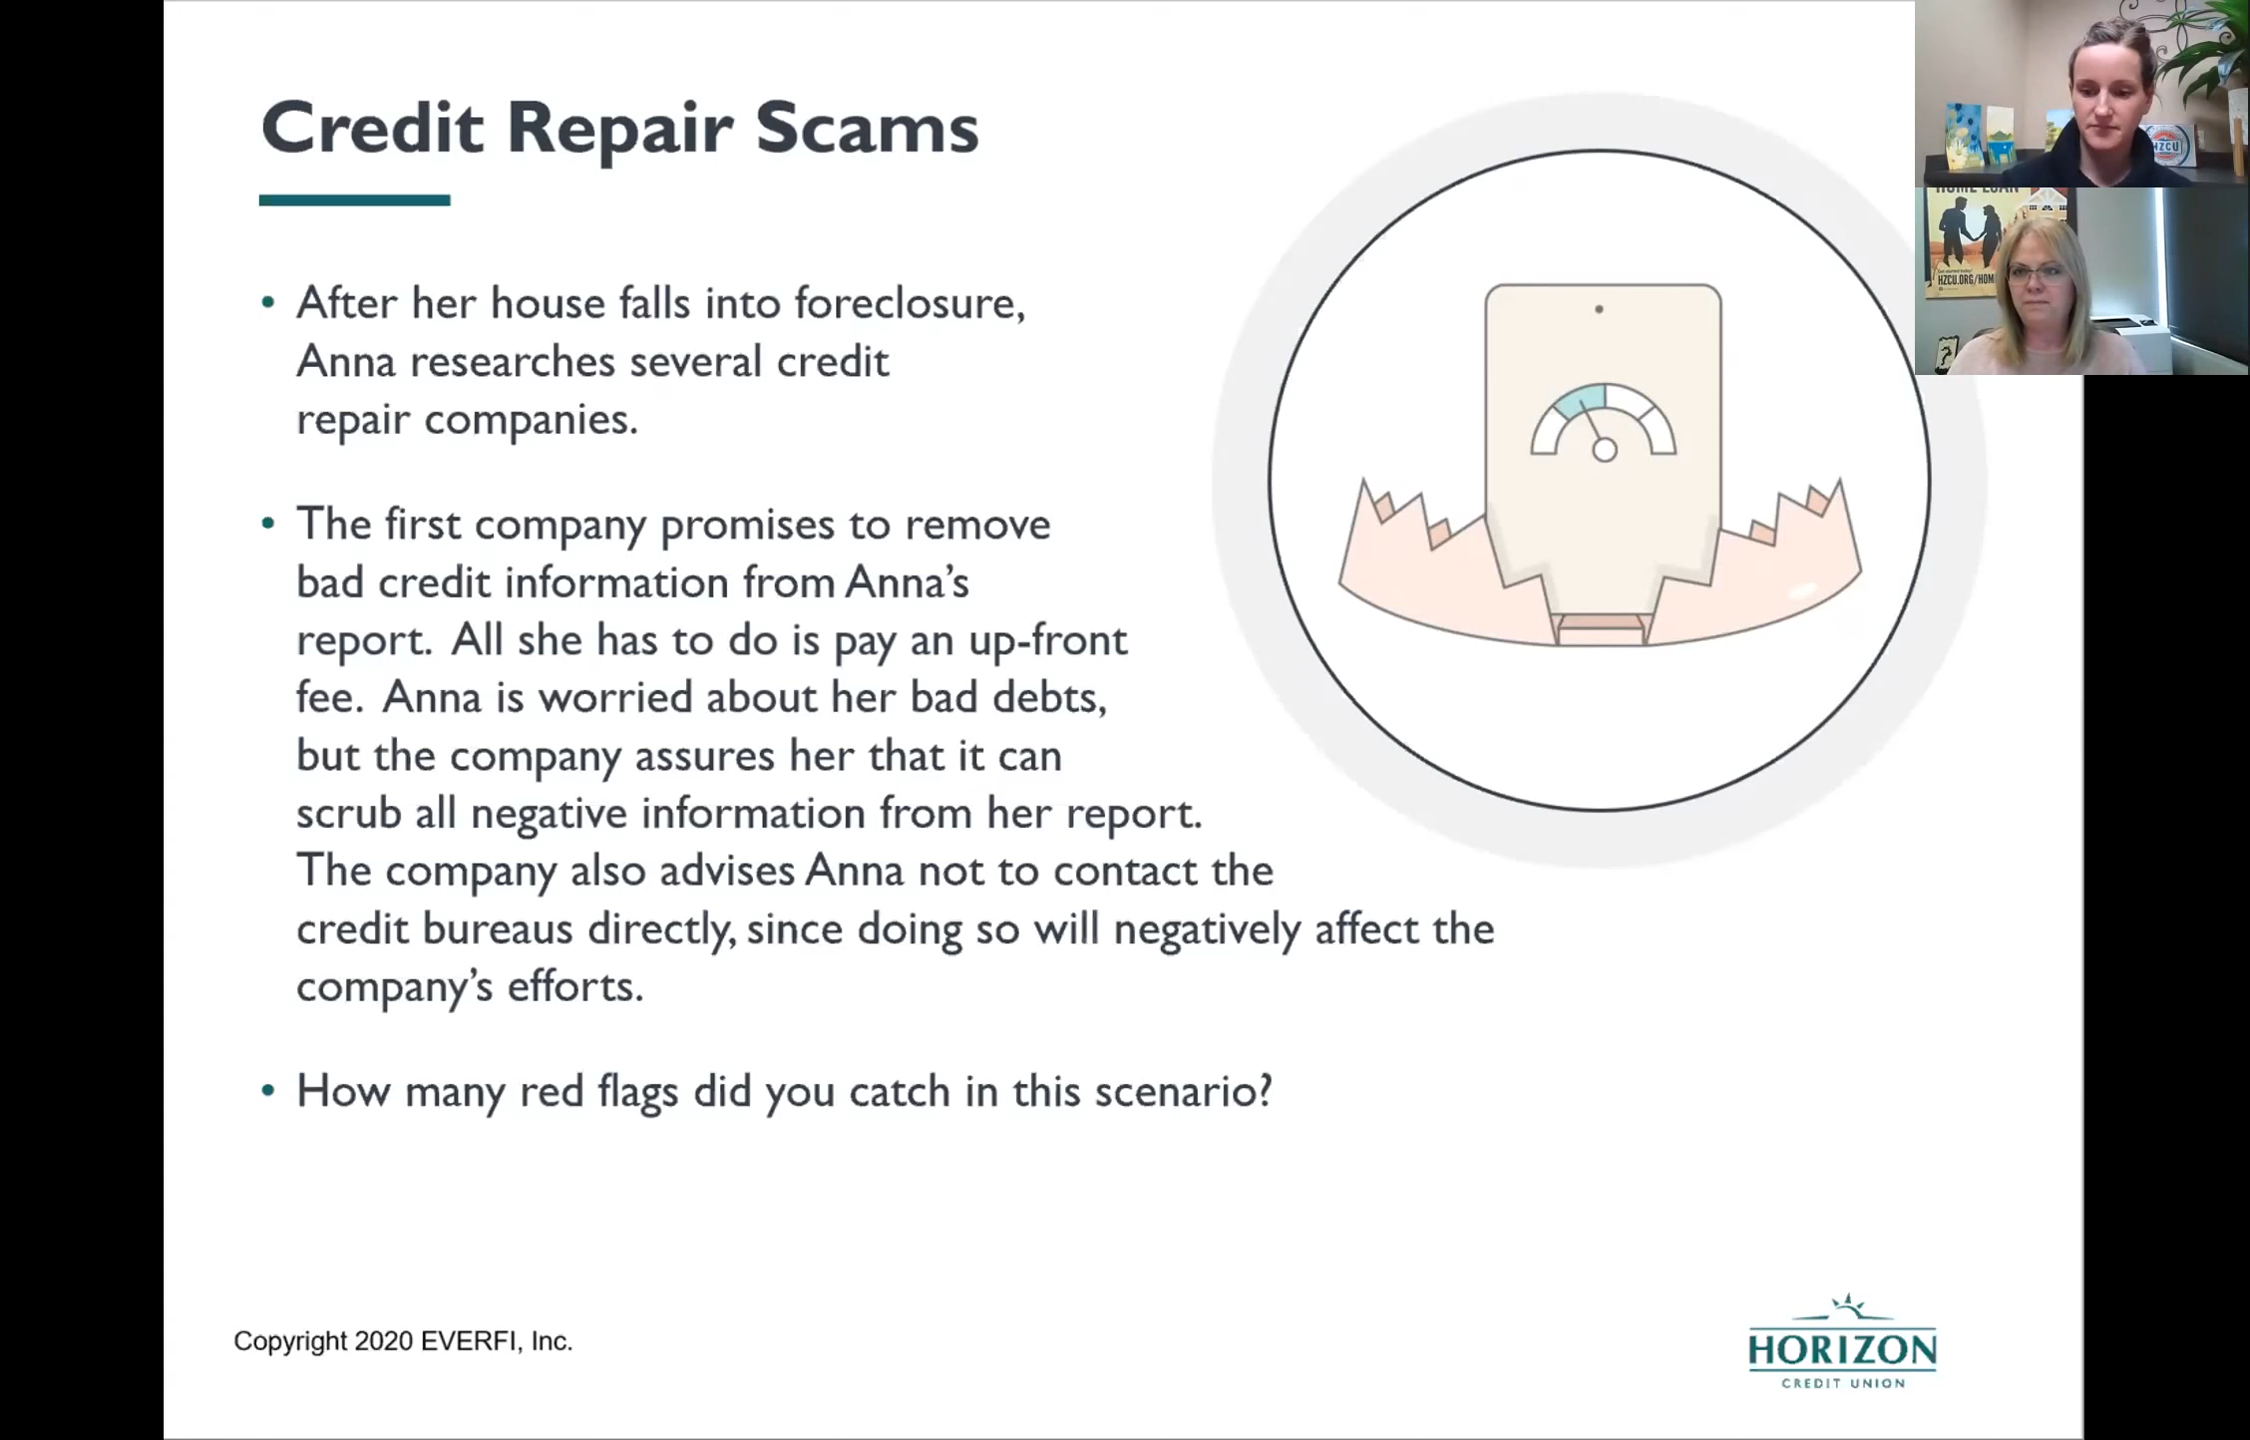 Credit Repair Scams
• After her house falls into foreclosure,
Anna researches several credit
repair companies.
• The first company promises to remove
bad credit information from Anna’s
report. All she has to do is pay an up-front
fee. Anna is worried about her bad debts,
but the company assures her that it can
scrub all negative information from her report.
The company also advises Anna not to contact the
credit bureaus directly, since doing so will negatively affect the
company’s efforts.
• How many red flags did you catch in this scenario?
Copyright 2020 EVERFI, Inc.
HORIZON
CREDIT UNION
HZCU
HOME LOAN
HZCU.ORG/HOM